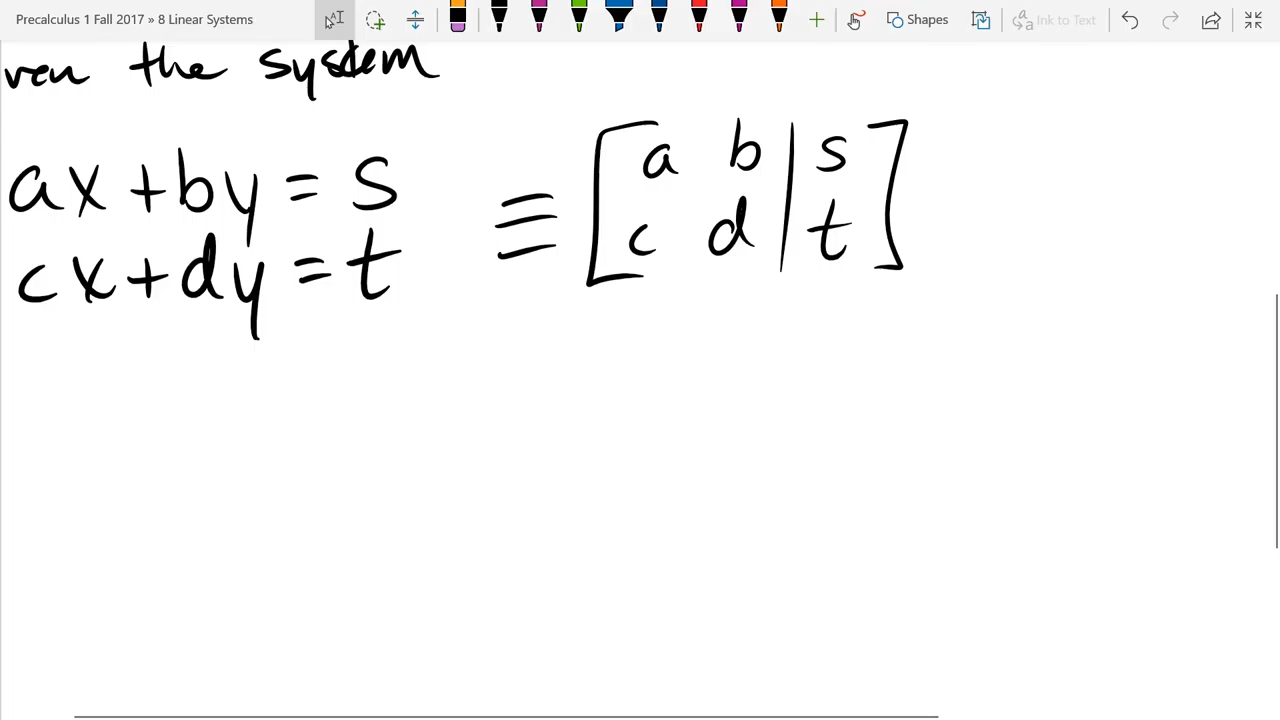 Precalculus 1 Fall 2017 » 8 Linear Systems
Shapes
Ink to Text
ven the system
ax + by = s ≡ [ a b | s
cx + dy = t c d | t ]